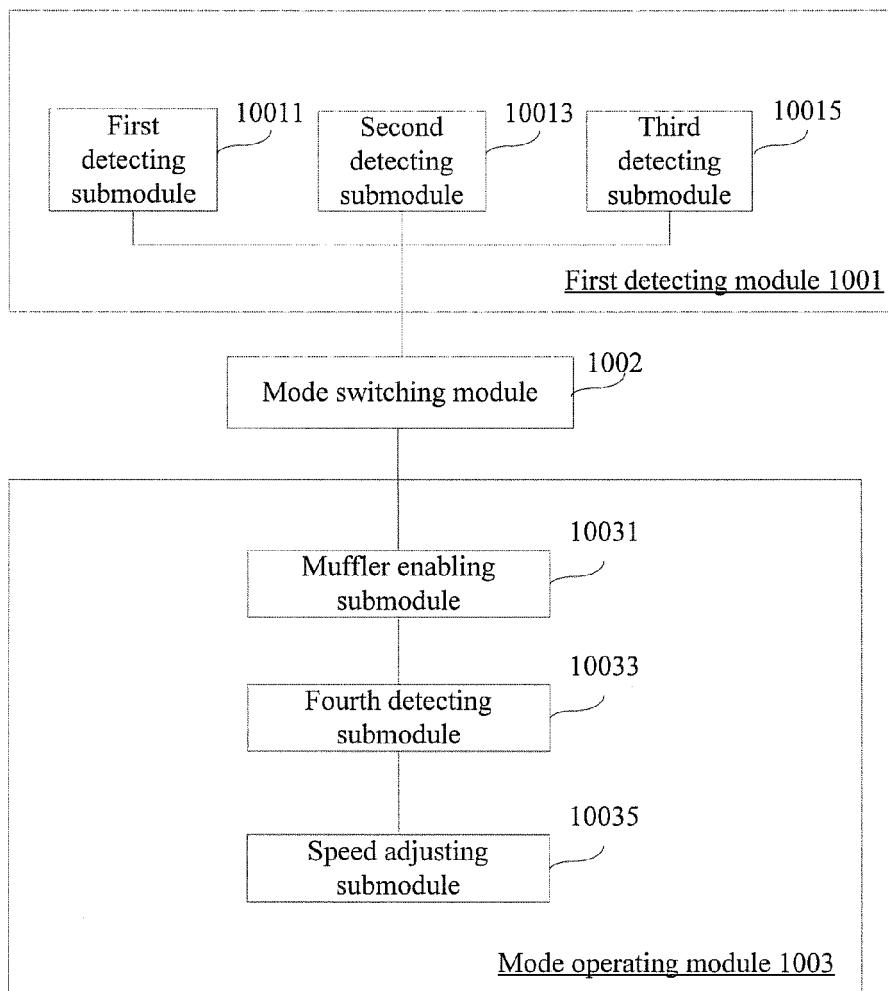 10011
First
detecting
submodule
10013
Second
detecting
submodule
10015
Third
detecting
submodule
First detecting module 1001
1002
Mode switching module
10031
Muffler enabling
submodule
10033
Fourth detecting
submodule
10035
Speed adjusting
submodule
Mode operating module 1003